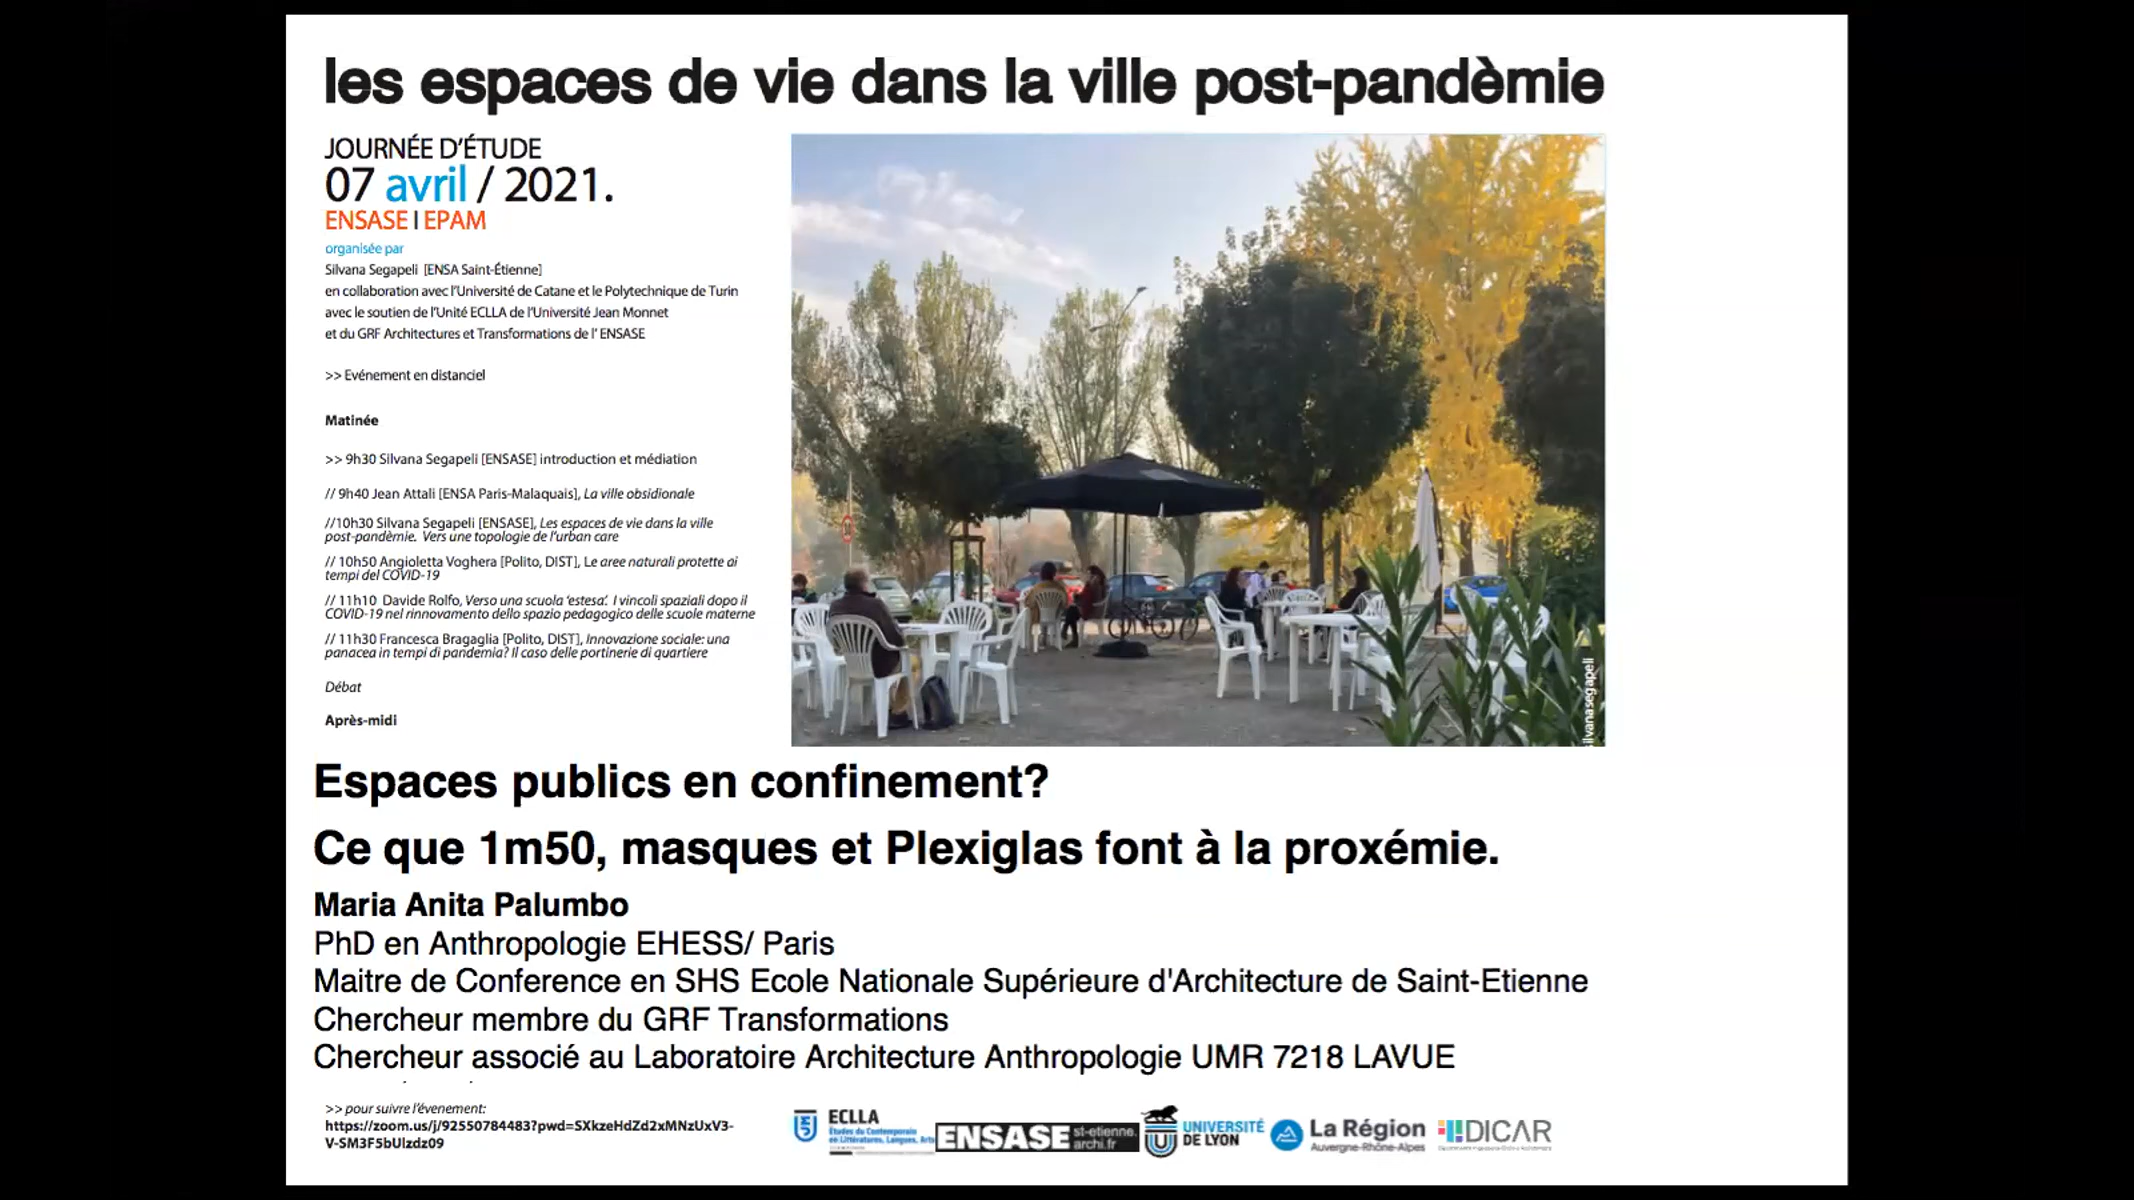 les espaces de vie dans la ville post-pandèmie
JOURNÉE D'ÉTUDE
07 avril / 2021.
ENSASE | EPAM
organisée par
Silvana Segapeli [ENSA Saint-Étienne]
en collaboration avec l'Université de Catane et le Polytechnique de Turin
avec le soutien de l'Unité ECLLA de l'Université Jean Monnet
et du GRF Architectures et Transformations de l' ENSASE
>> Evénement en distanciel
Matinée
>> 9h30 Silvana Segapeli [ENSASE] introduction et médiation
// 9h40 Jean Attali [ENSA Paris-Malaquais], La ville obsidionale
//10h30 Silvana Segapeli [ENSASE], Les espaces de vie dans la ville
post-pandèmie. Vers une topologie de l'urban care
// 10h50 Angioletta Voghera [Polito, DIST], Le aree naturali protette ai
tempi del COVID-19
// 11h10 Davide Rolfo, Verso una scuola 'estesa'. I vincoli spaziali dopo il
COVID-19 nel rinnovamento dello spazio pedagogico delle scuole materne
// 11h30 Francesca Bragaglia [Polito, DIST], Innovazione sociale: una
panacea in tempi di pandemia? Il caso delle portinerie di quartiere
Débat
Après-midi
silvanasegapeli
Espaces publics en confinement?
Ce que 1m50, masques et Plexiglas font à la proxémie.
Maria Anita Palumbo
PhD en Anthropologie EHESS/ Paris
Maitre de Conference en SHS Ecole Nationale Supérieure d'Architecture de Saint-Etienne
Chercheur membre du GRF Transformations
Chercheur associé au Laboratoire Architecture Anthropologie UMR 7218 LAVUE
>> pour suivre l'évenement:
https://zoom.us/j/92550784483?pwd=SXkzeHdZd2xMNzUxV3-
V-SM3F5bUlzdz09
ECLLA
Études du Contemporain
en Littératures, Langues, Arts
ENSASE
st-etienne.
archi.fr
UNIVERSITÉ
DE LYON
La Région
Auvergne-Rhône-Alpes
DICAR